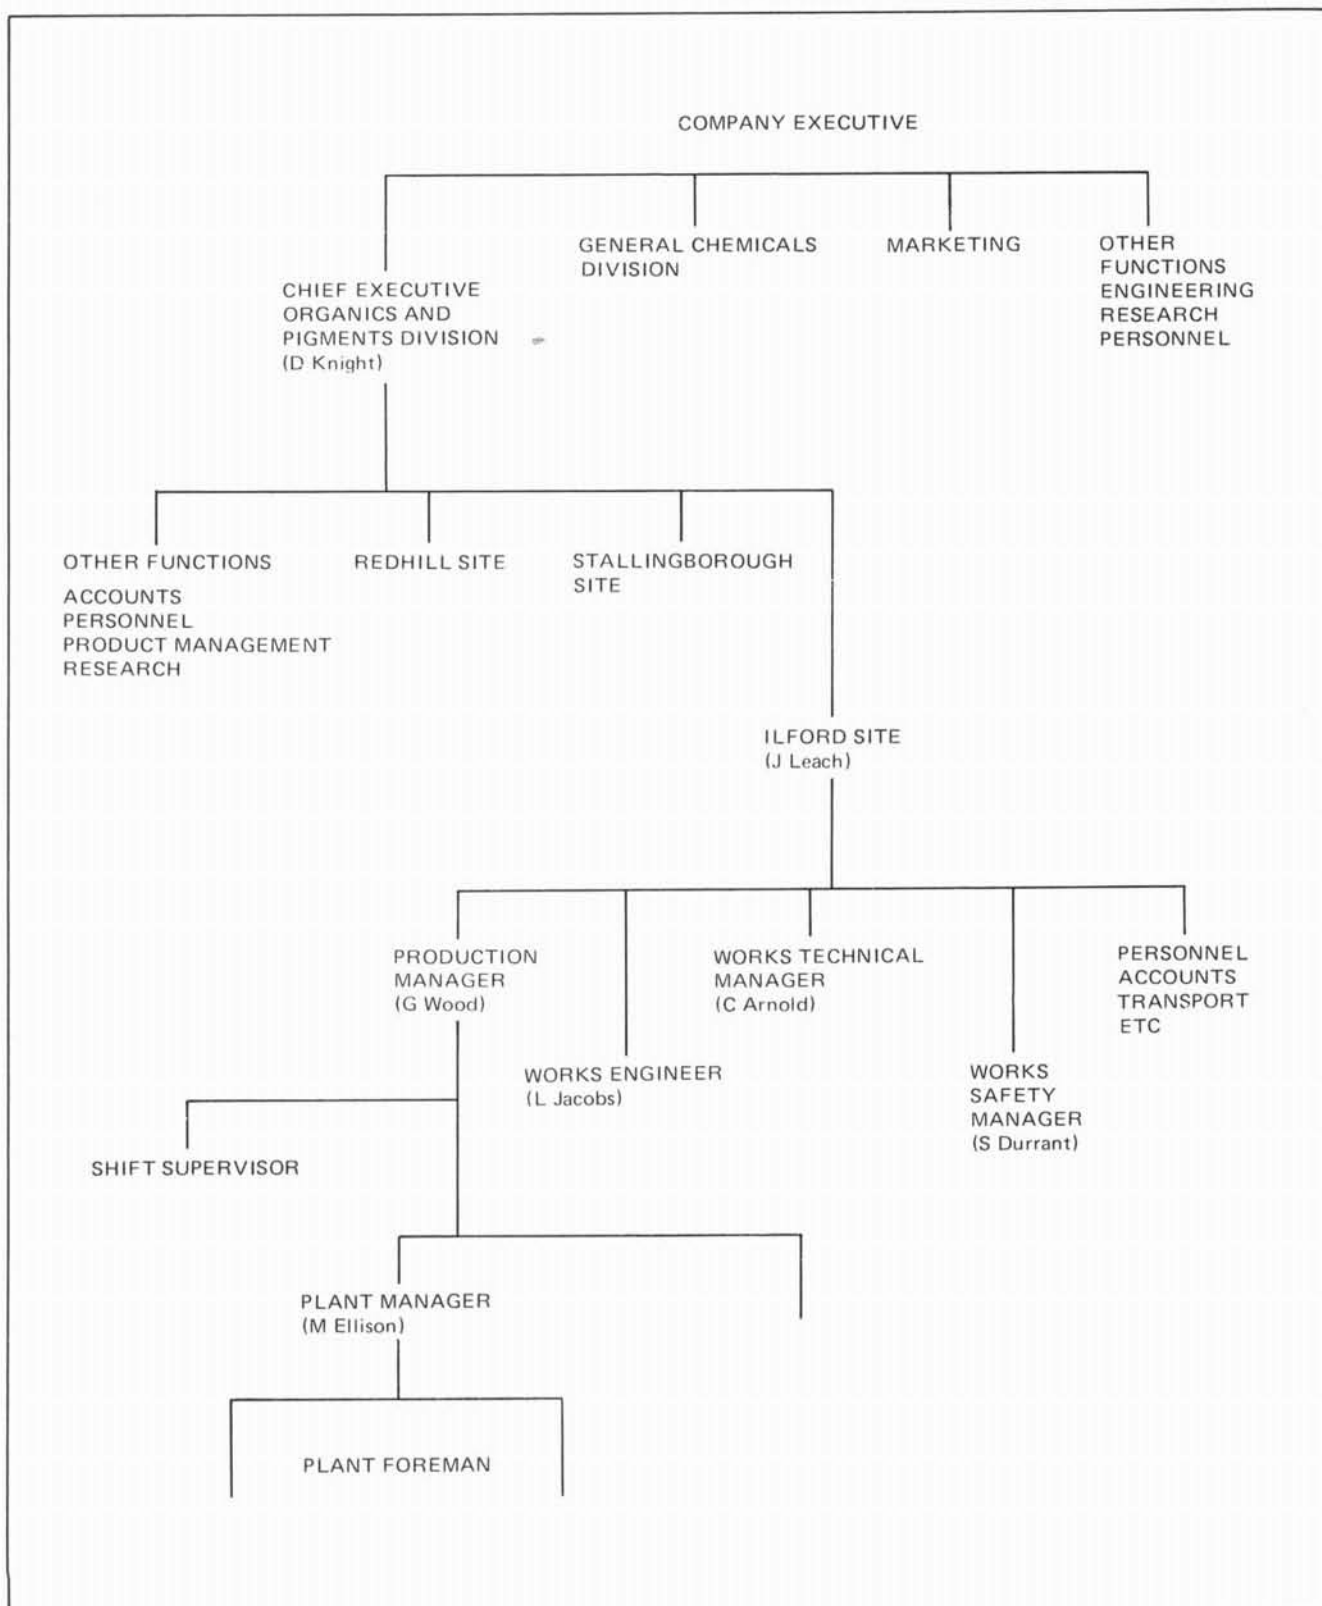 COMPANY EXECUTIVE
GENERAL CHEMICALS
DIVISION
MARKETING
OTHER
FUNCTIONS
ENGINEERING
RESEARCH
PERSONNEL
CHIEF EXECUTIVE
ORGANICS AND
PIGMENTS DIVISION
(D Knight)
OTHER FUNCTIONS
ACCOUNTS
PERSONNEL
PRODUCT MANAGEMENT
RESEARCH
REDHILL SITE
STALLINGBOROUGH
SITE
ILFORD SITE
(J Leach)
PRODUCTION
MANAGER
(G Wood)
WORKS TECHNICAL
MANAGER
(C Arnold)
PERSONNEL
ACCOUNTS
TRANSPORT
ETC
WORKS ENGINEER
(L Jacobs)
WORKS
SAFETY
MANAGER
(S Durrant)
SHIFT SUPERVISOR
PLANT MANAGER
(M Ellison)
PLANT FOREMAN